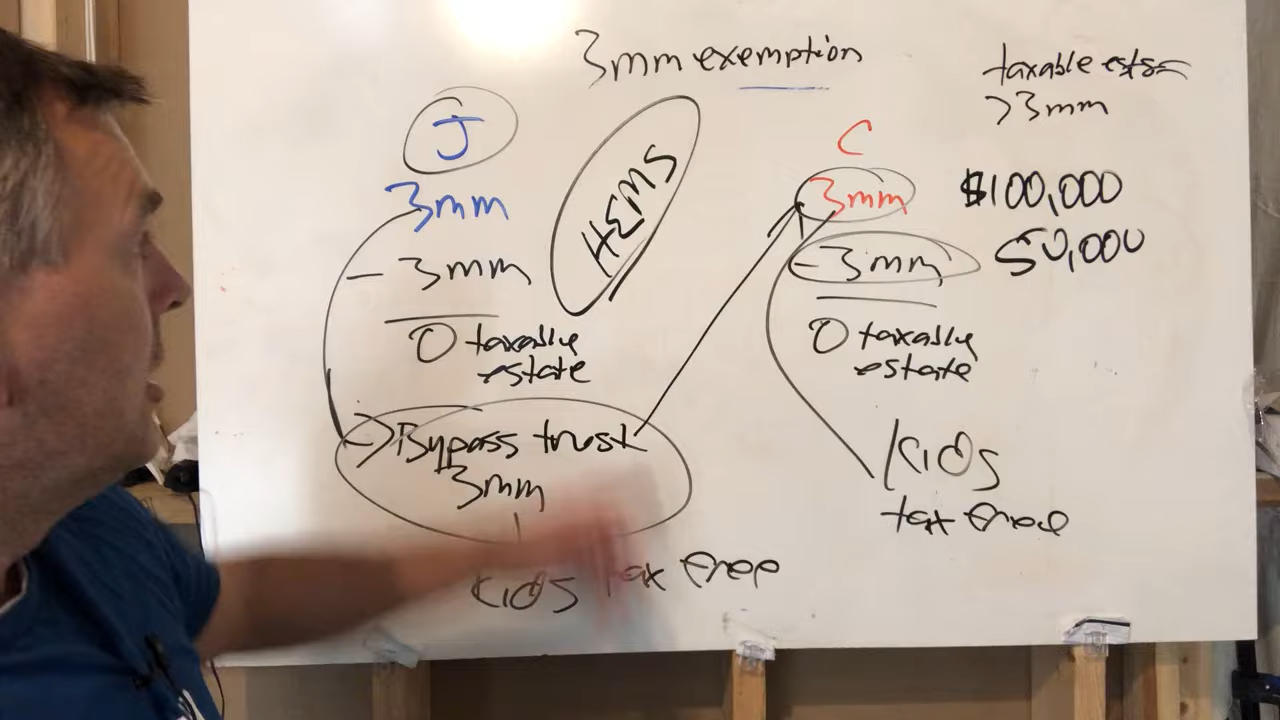 3mm exemption
taxable
>3mm
J
3mm
- 3mm
0 taxable
estate
HEMS
C
3mm
- 3mm
0 taxable
estate
$100,000
50,000
Bypass trust
3mm
Kids tax free
Kids
tax free